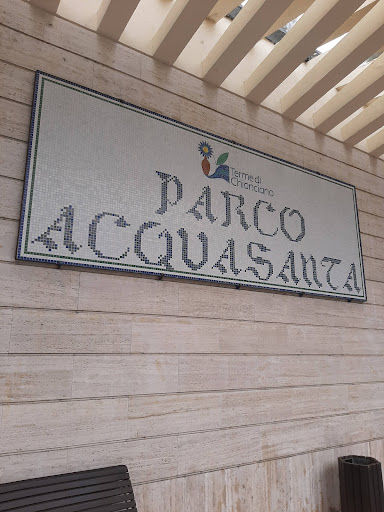 Terme di
Chianciano
PARCO
ACQUASANTA